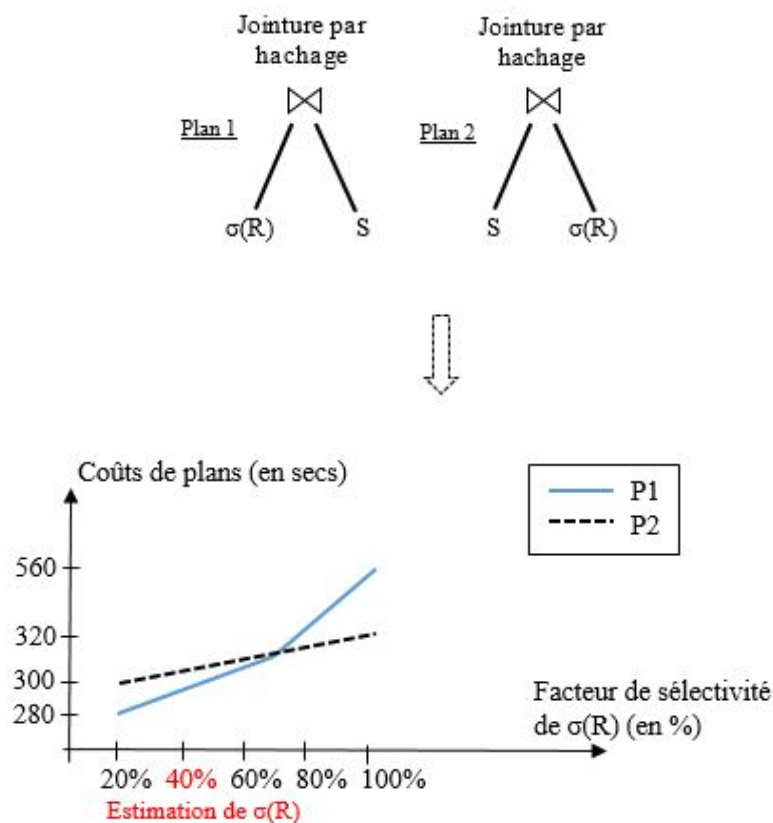 Jointure par
hachage
Jointure par
hachage
Plan 1
Plan 2
σ(R)
S
S
σ(R)
Coûts de plans (en secs)
P1
P2
560
320
300
280
Facteur de sélectivité
de σ(R) (en %)
20% 40% 60% 80% 100%
Estimation de σ(R)